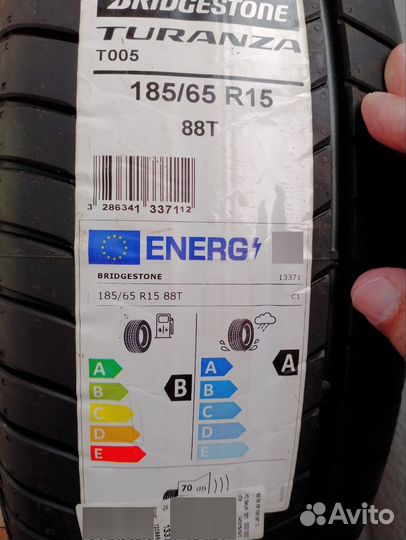 BRIDGESTONE
TURANZA
T005
185/65 R15
88T
3 286341 337112
ENERG
BRIDGESTONE 13371
185/65 R15 88T C1
A A
B B
C C
D D
E E
B A
70 dB
Avito